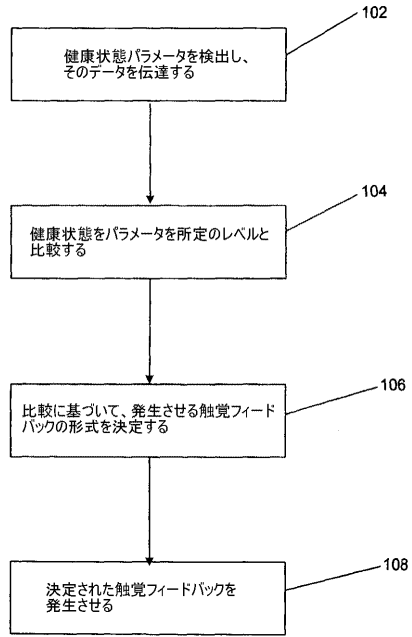 102
健康状態パラメータを検出し、
そのデータを伝達する
104
健康状態をパラメータを所定のレベルと
比較する
106
比較に基づいて、発生させる触覚フィード
バックの形式を決定する
108
決定された触覚フィードバックを
発生させる